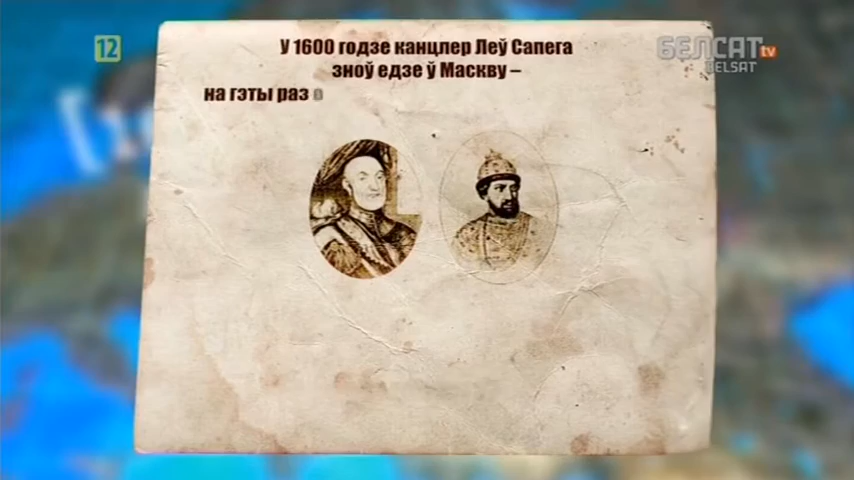 12
У 1600 годзе канцлер Леў Сапега
зноў едзе ў Маскву –
на гэты раз
БЕЛСАТ tv
BELSAT